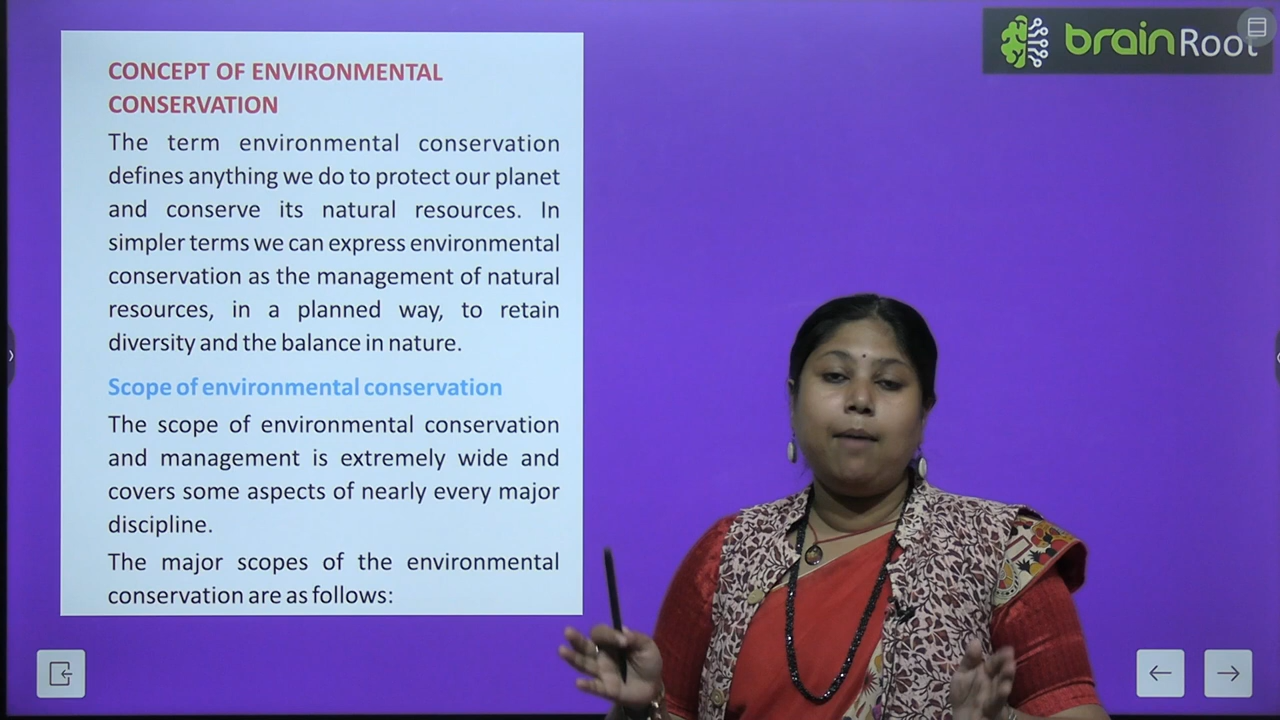 CONCEPT OF ENVIRONMENTAL
CONSERVATION
The term environmental conservation
defines anything we do to protect our planet
and conserve its natural resources. In
simpler terms we can express environmental
conservation as the management of natural
resources, in a planned way, to retain
diversity and the balance in nature.
Scope of environmental conservation
The scope of environmental conservation
and management is extremely wide and
covers some aspects of nearly every major
discipline.
The major scopes of the environmental
conservation are as follows:
brainRoot